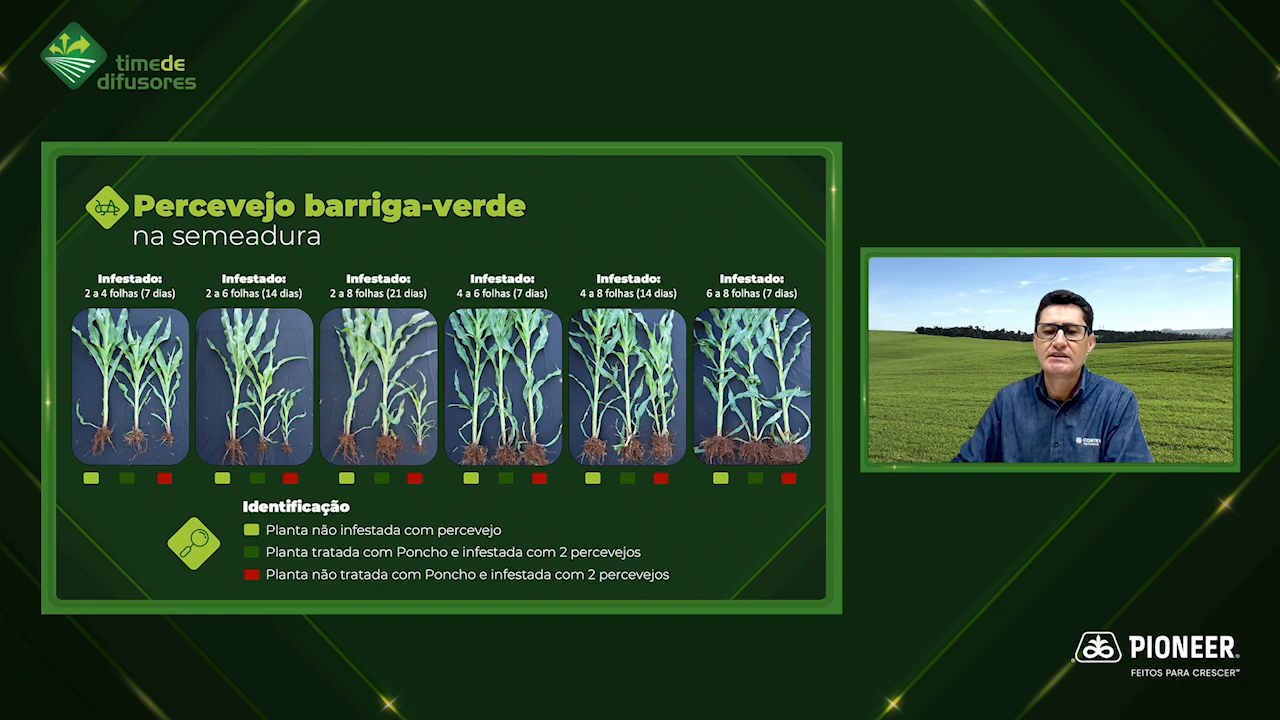 timede
difusores
Percevejo barriga-verde
na semeadura
Infestado:
2 a 4 folhas (7 dias)
Infestado:
2 a 6 folhas (14 dias)
Infestado:
2 a 8 folhas (21 dias)
Infestado:
4 a 6 folhas (7 dias)
Infestado:
4 a 8 folhas (14 dias)
Infestado:
6 a 8 folhas (7 dias)
Identificação
Planta não infestada com percevejo
Planta tratada com Poncho e infestada com 2 percevejos
Planta não tratada com Poncho e infestada com 2 percevejos
PIONEER
FEITOS PARA CRESCER™